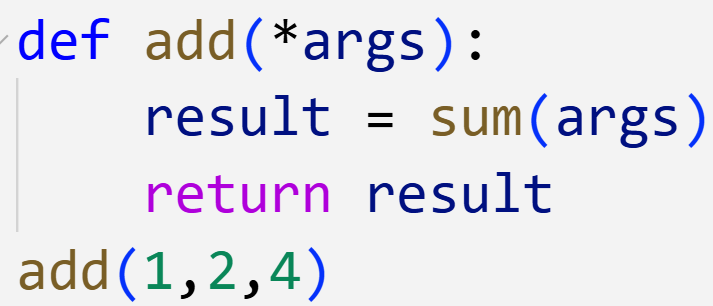 def add(*args):
    result = sum(args)
    return result
add(1,2,4)